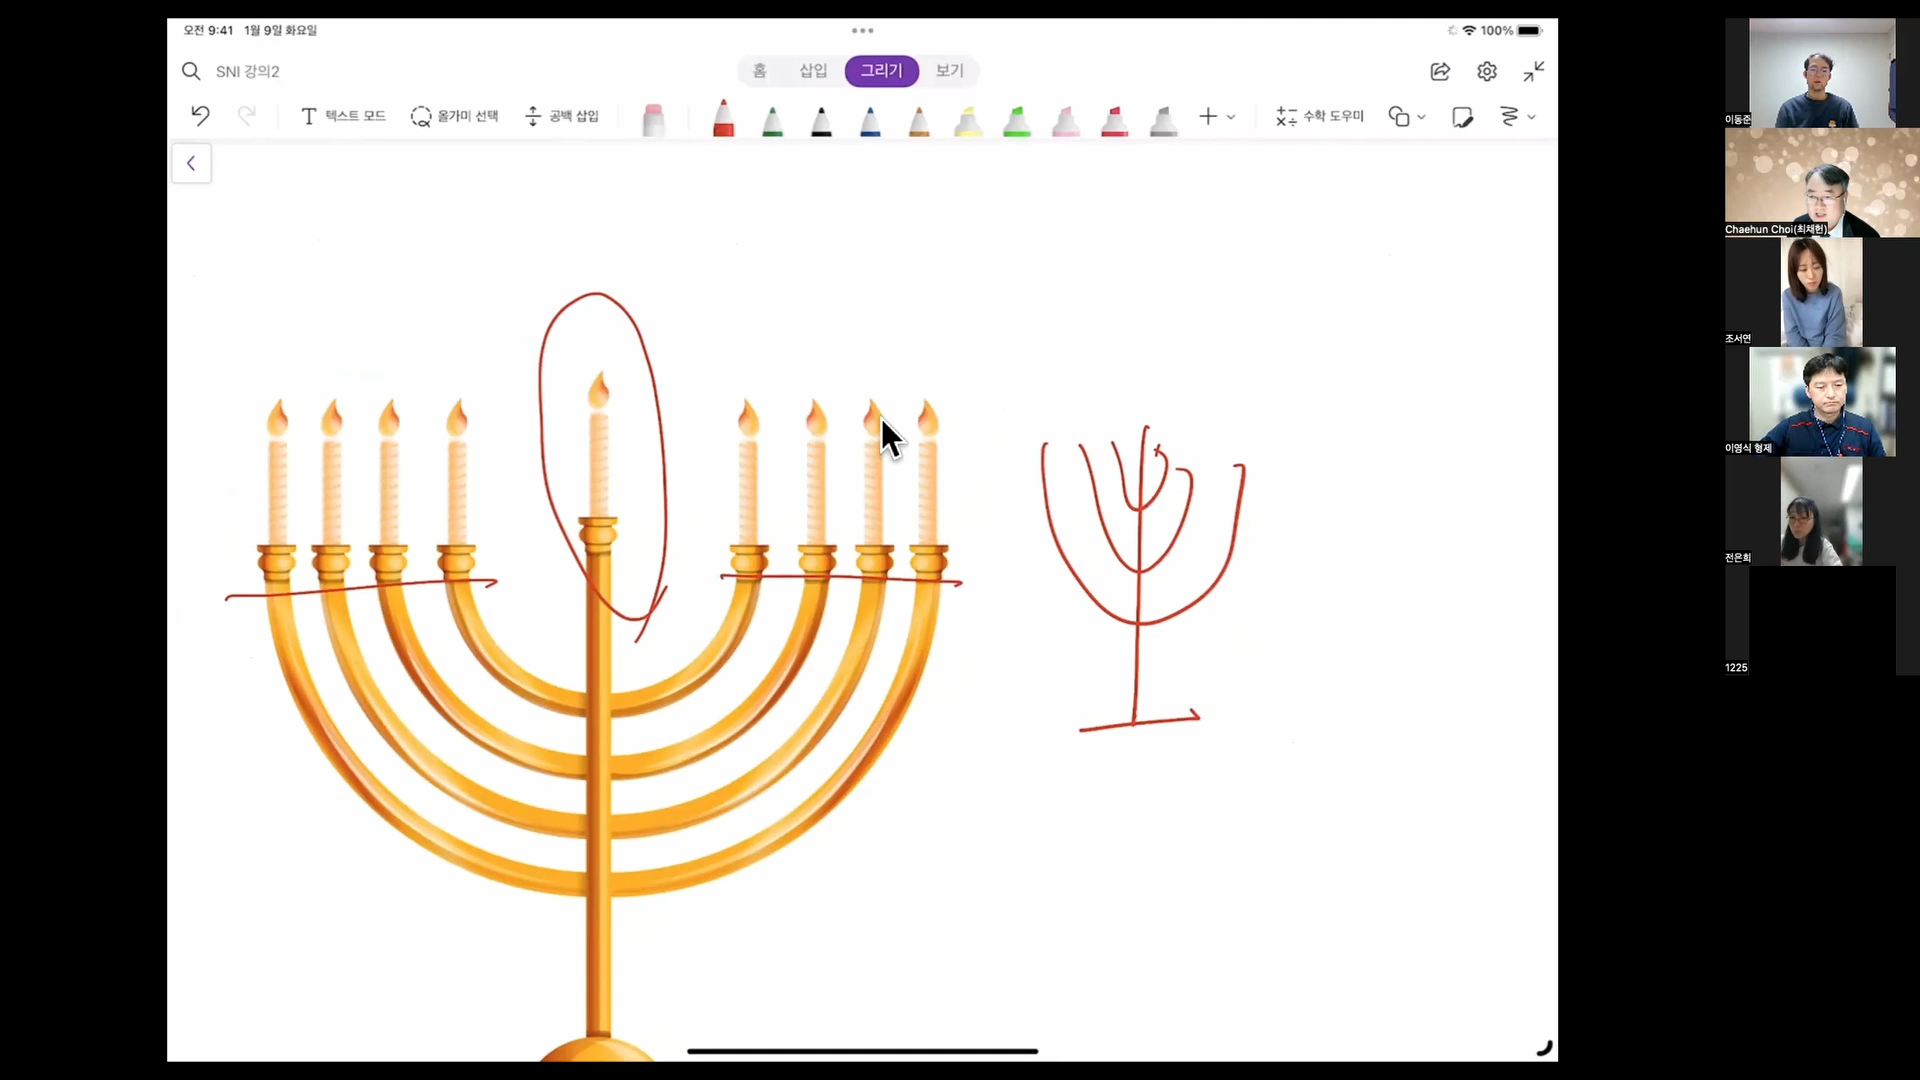 오전 9:41 1월 9일 화요일
100%
SNI 강의2
홈 삽입 그리기 보기
텍스트 모드 올가미 선택 공백 삽입 수학 도우미
이동준
Chaehun Choi(최채헌)
조서연
이영식 형제
전은희
1225